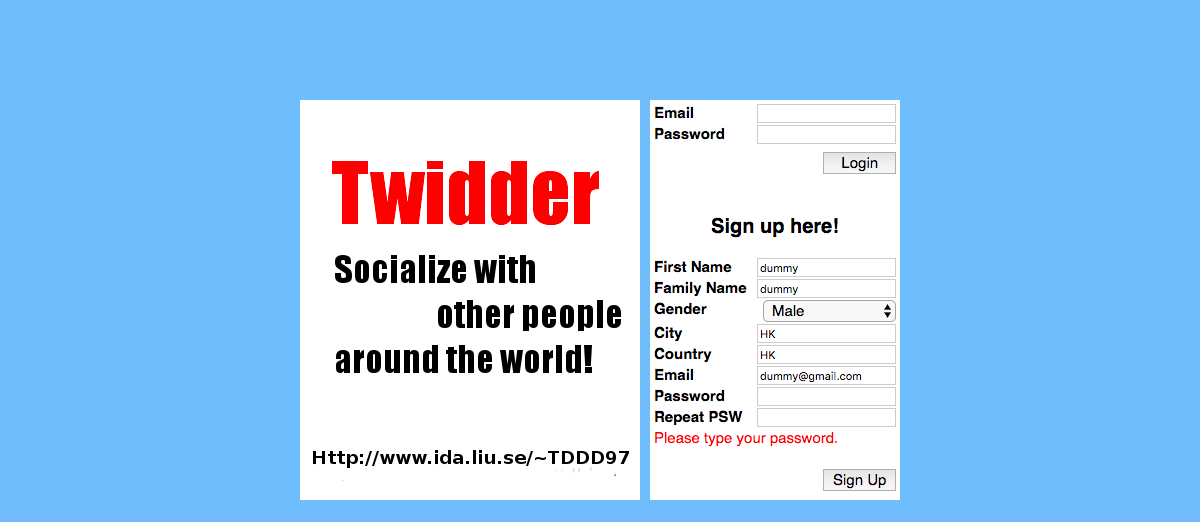 Twidder
Socialize with
other people
around the world!
Http://www.ida.liu.se/~TDDD97
Email
Password
Login
Sign up here!
First Name dummy
Family Name dummy
Gender Male
City HK
Country HK
Email dummy@gmail.com
Password
Repeat PSW
Please type your password.
Sign Up